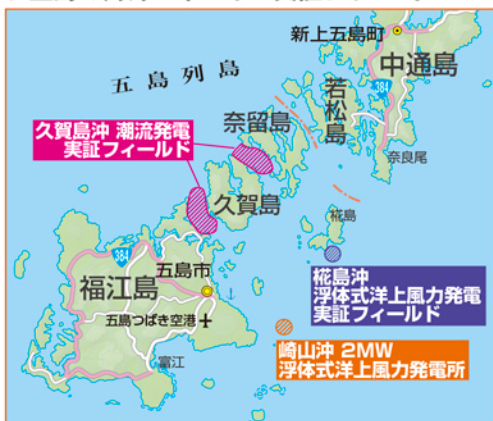 新上五島町
中通島
五島列島
384
若松島
奈留島
奈良尾
久賀島沖 潮流発電
実証フィールド
久賀島
椛島
384
五島市
福江島
椛島沖
浮体式洋上風力発電
実証フィールド
五島つばき空港
崎山沖 2MW
浮体式洋上風力発電所
富江